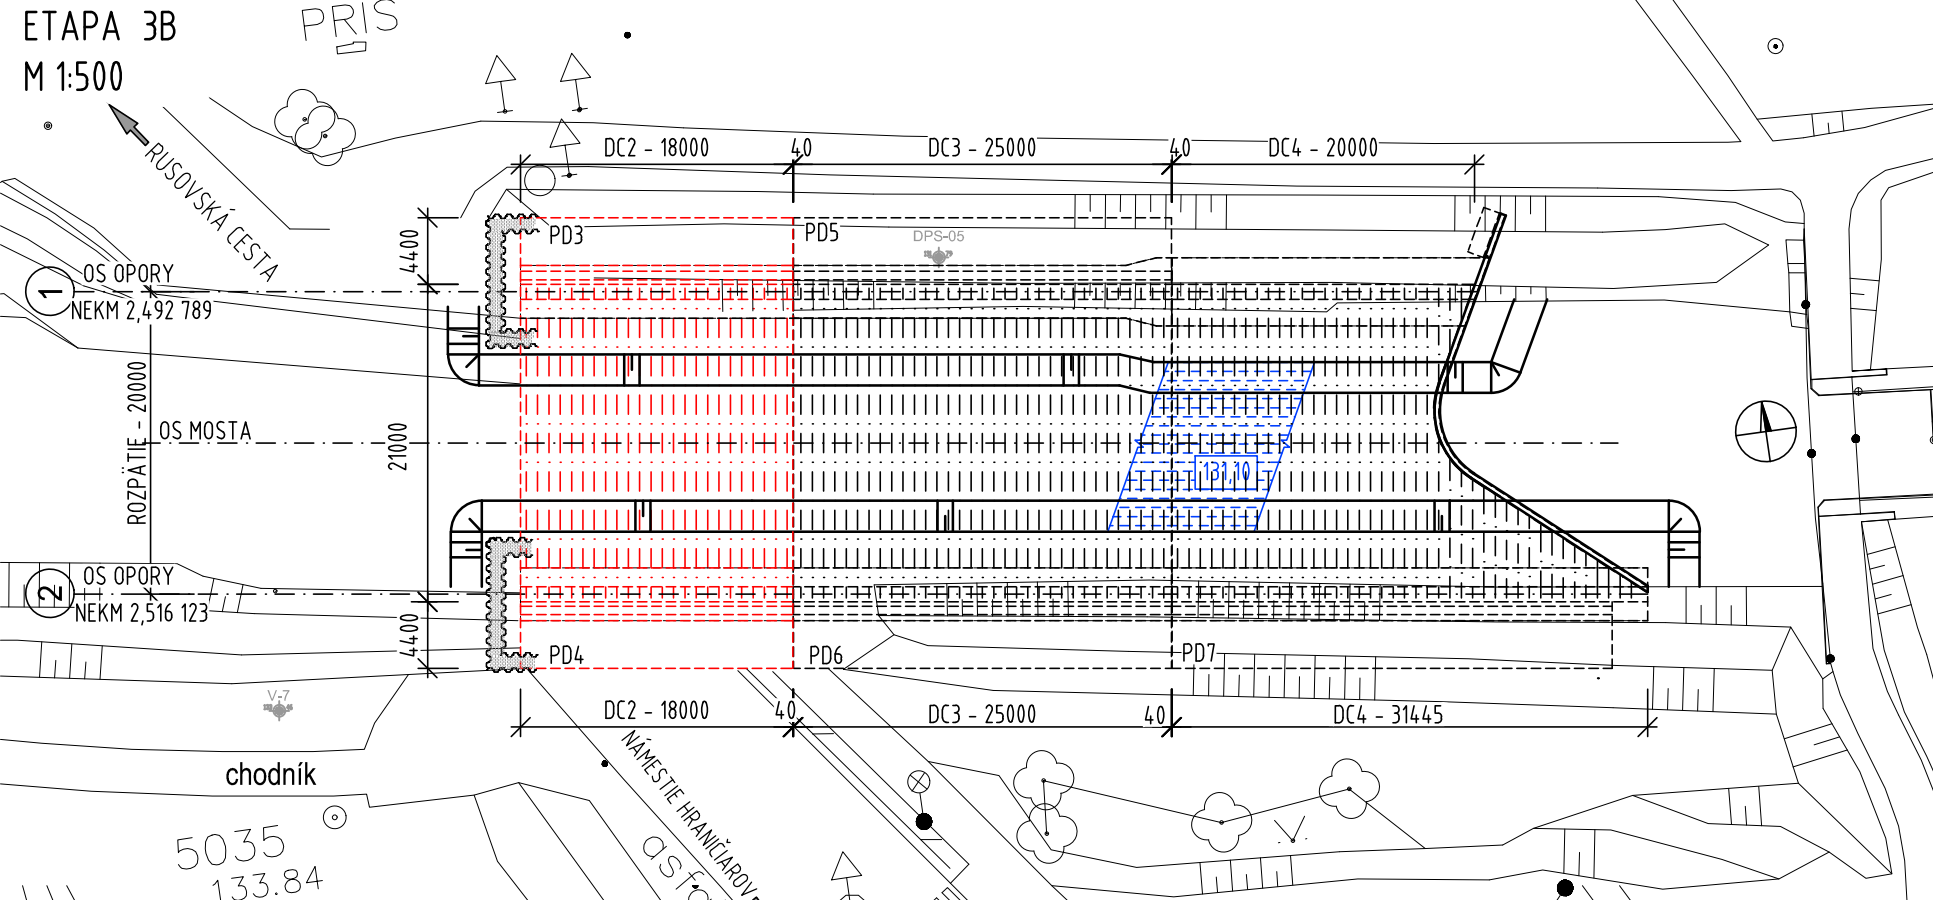 ETAPA 3B
M 1:500
PRIS
RUSOVSKÁ CESTA
DC2 - 18000
40
DC3 - 25000
40
DC4 - 20000
4400
PD3
PD5
DPS-05
OS OPORY
1
NEKM 2,492 789
ROZPÄTIE - 20000
OS MOSTA
21000
131,10
OS OPORY
2
NEKM 2,516 123
4400
PD4
PD6
PD7
V-7
DC2 - 18000
40
DC3 - 25000
40
DC4 - 31445
NÁMESTIE HRANIČIAROV
chodník
5035
133.84
asfa